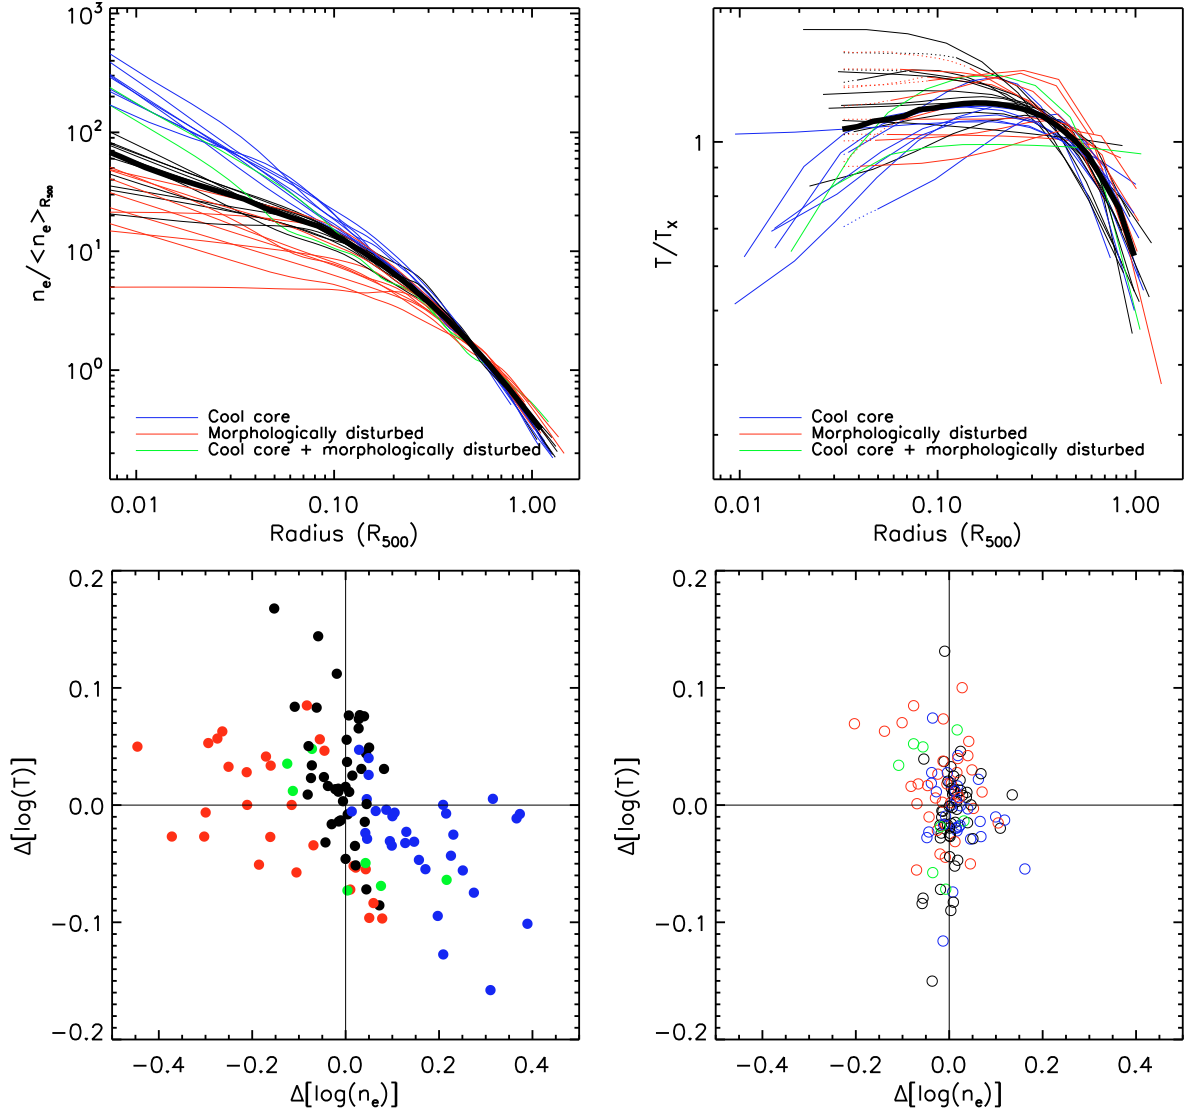 10³
10²
10¹
10⁰
n_e / <n_e>_R₅₀₀
Cool core
Morphologically disturbed
Cool core + morphologically disturbed
0.01 0.10 1.00
Radius (R₅₀₀)
1
T/T_x
Cool core
Morphologically disturbed
Cool core + morphologically disturbed
0.01 0.10 1.00
Radius (R₅₀₀)
0.2
0.1
0.0
−0.1
−0.2
Δ[log(T)]
−0.4 −0.2 0.0 0.2 0.4
Δ[log(n_e)]
0.2
0.1
0.0
−0.1
−0.2
Δ[log(T)]
−0.4 −0.2 0.0 0.2 0.4
Δ[log(n_e)]